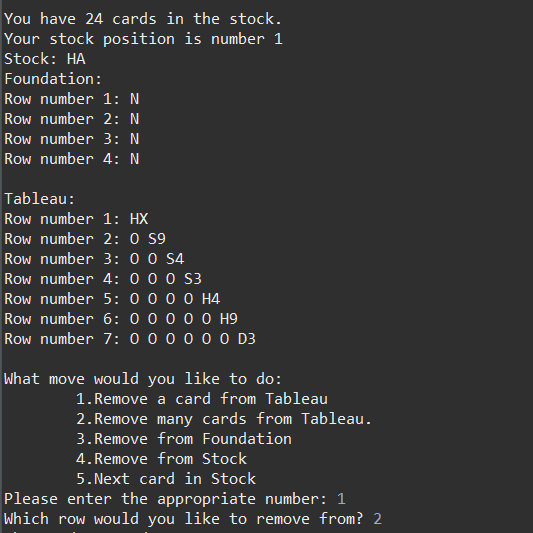 You have 24 cards in the stock.
Your stock position is number 1
Stock: HA
Foundation:
Row number 1: N
Row number 2: N
Row number 3: N
Row number 4: N
Tableau:
Row number 1: HX
Row number 2: O S9
Row number 3: O O S4
Row number 4: O O O S3
Row number 5: O O O O H4
Row number 6: O O O O O H9
Row number 7: O O O O O O D3
What move would you like to do:
1.Remove a card from Tableau
2.Remove many cards from Tableau.
3.Remove from Foundation
4.Remove from Stock
5.Next card in Stock
Please enter the appropriate number: 1
Which row would you like to remove from? 2